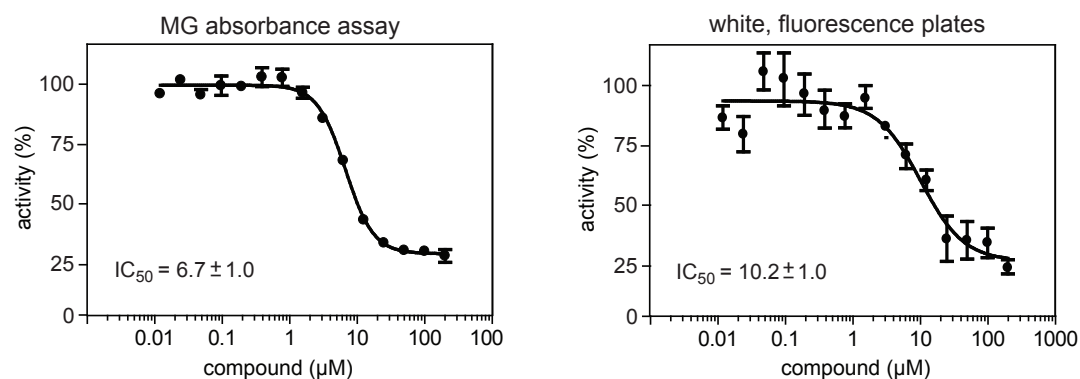 MG absorbance assay
activity (%)
100
75
50
25
0
IC50 = 6.7 ± 1.0
0.01 0.1 1 10 100 100
compound (µM)
white, fluorescence plates
activity (%)
100
75
50
25
0
IC50 = 10.2 ± 1.0
0.01 0.1 1 10 100 1000
compound (µM)